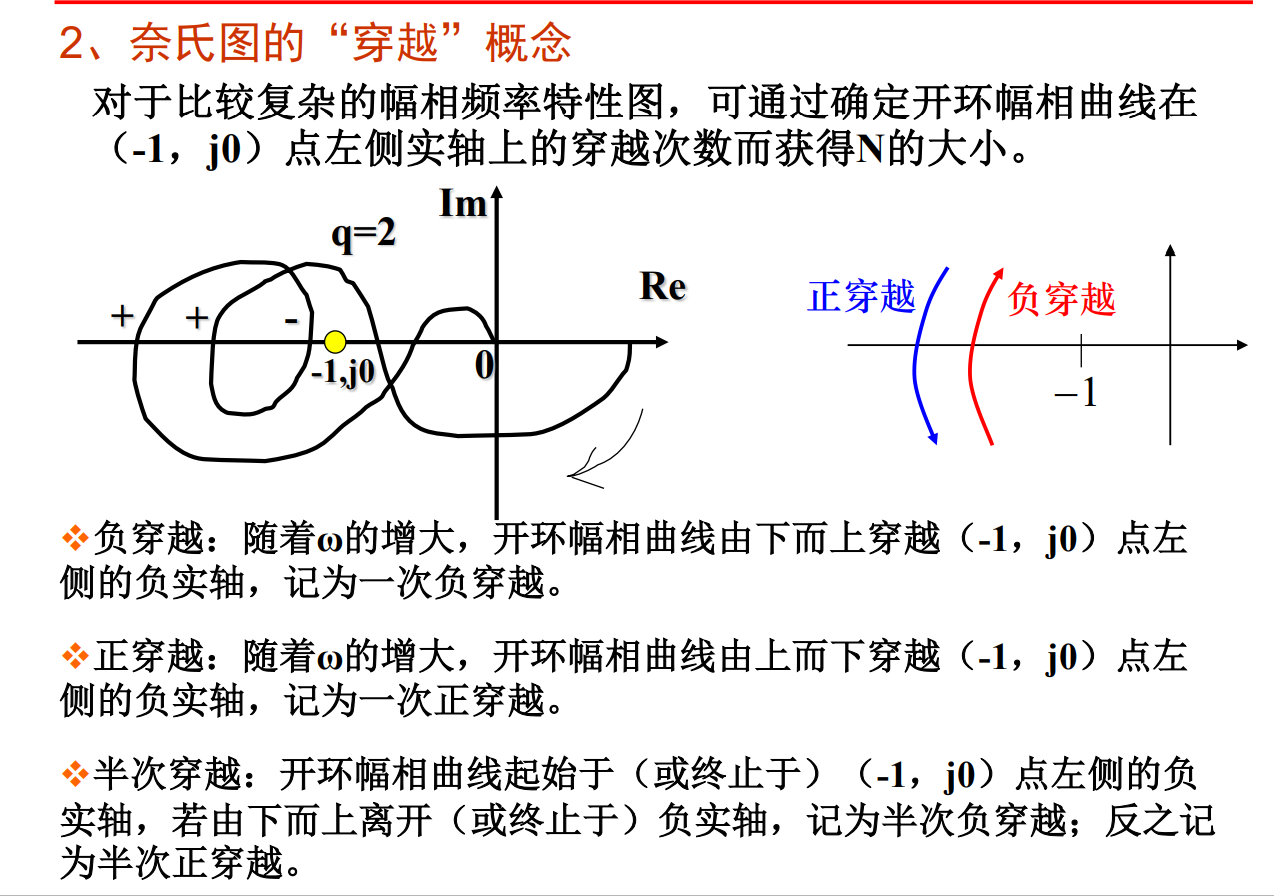 2、奈氏图的“穿越”概念
对于比较复杂的幅相频率特性图，可通过确定开环幅相曲线在
（-1，j0）点左侧实轴上的穿越次数而获得N的大小。
Im
q=2
Re
+
+
-
-1,j0
0
正穿越
负穿越
−1
负穿越：随着ω的增大，开环幅相曲线由下而上穿越（-1，j0）点左
侧的负实轴，记为一次负穿越。
正穿越：随着ω的增大，开环幅相曲线由上而下穿越（-1，j0）点左
侧的负实轴，记为一次正穿越。
半次穿越：开环幅相曲线起始于（或终止于）（-1，j0）点左侧的负
实轴，若由下而上离开（或终止于）负实轴，记为半次负穿越；反之记
为半次正穿越。